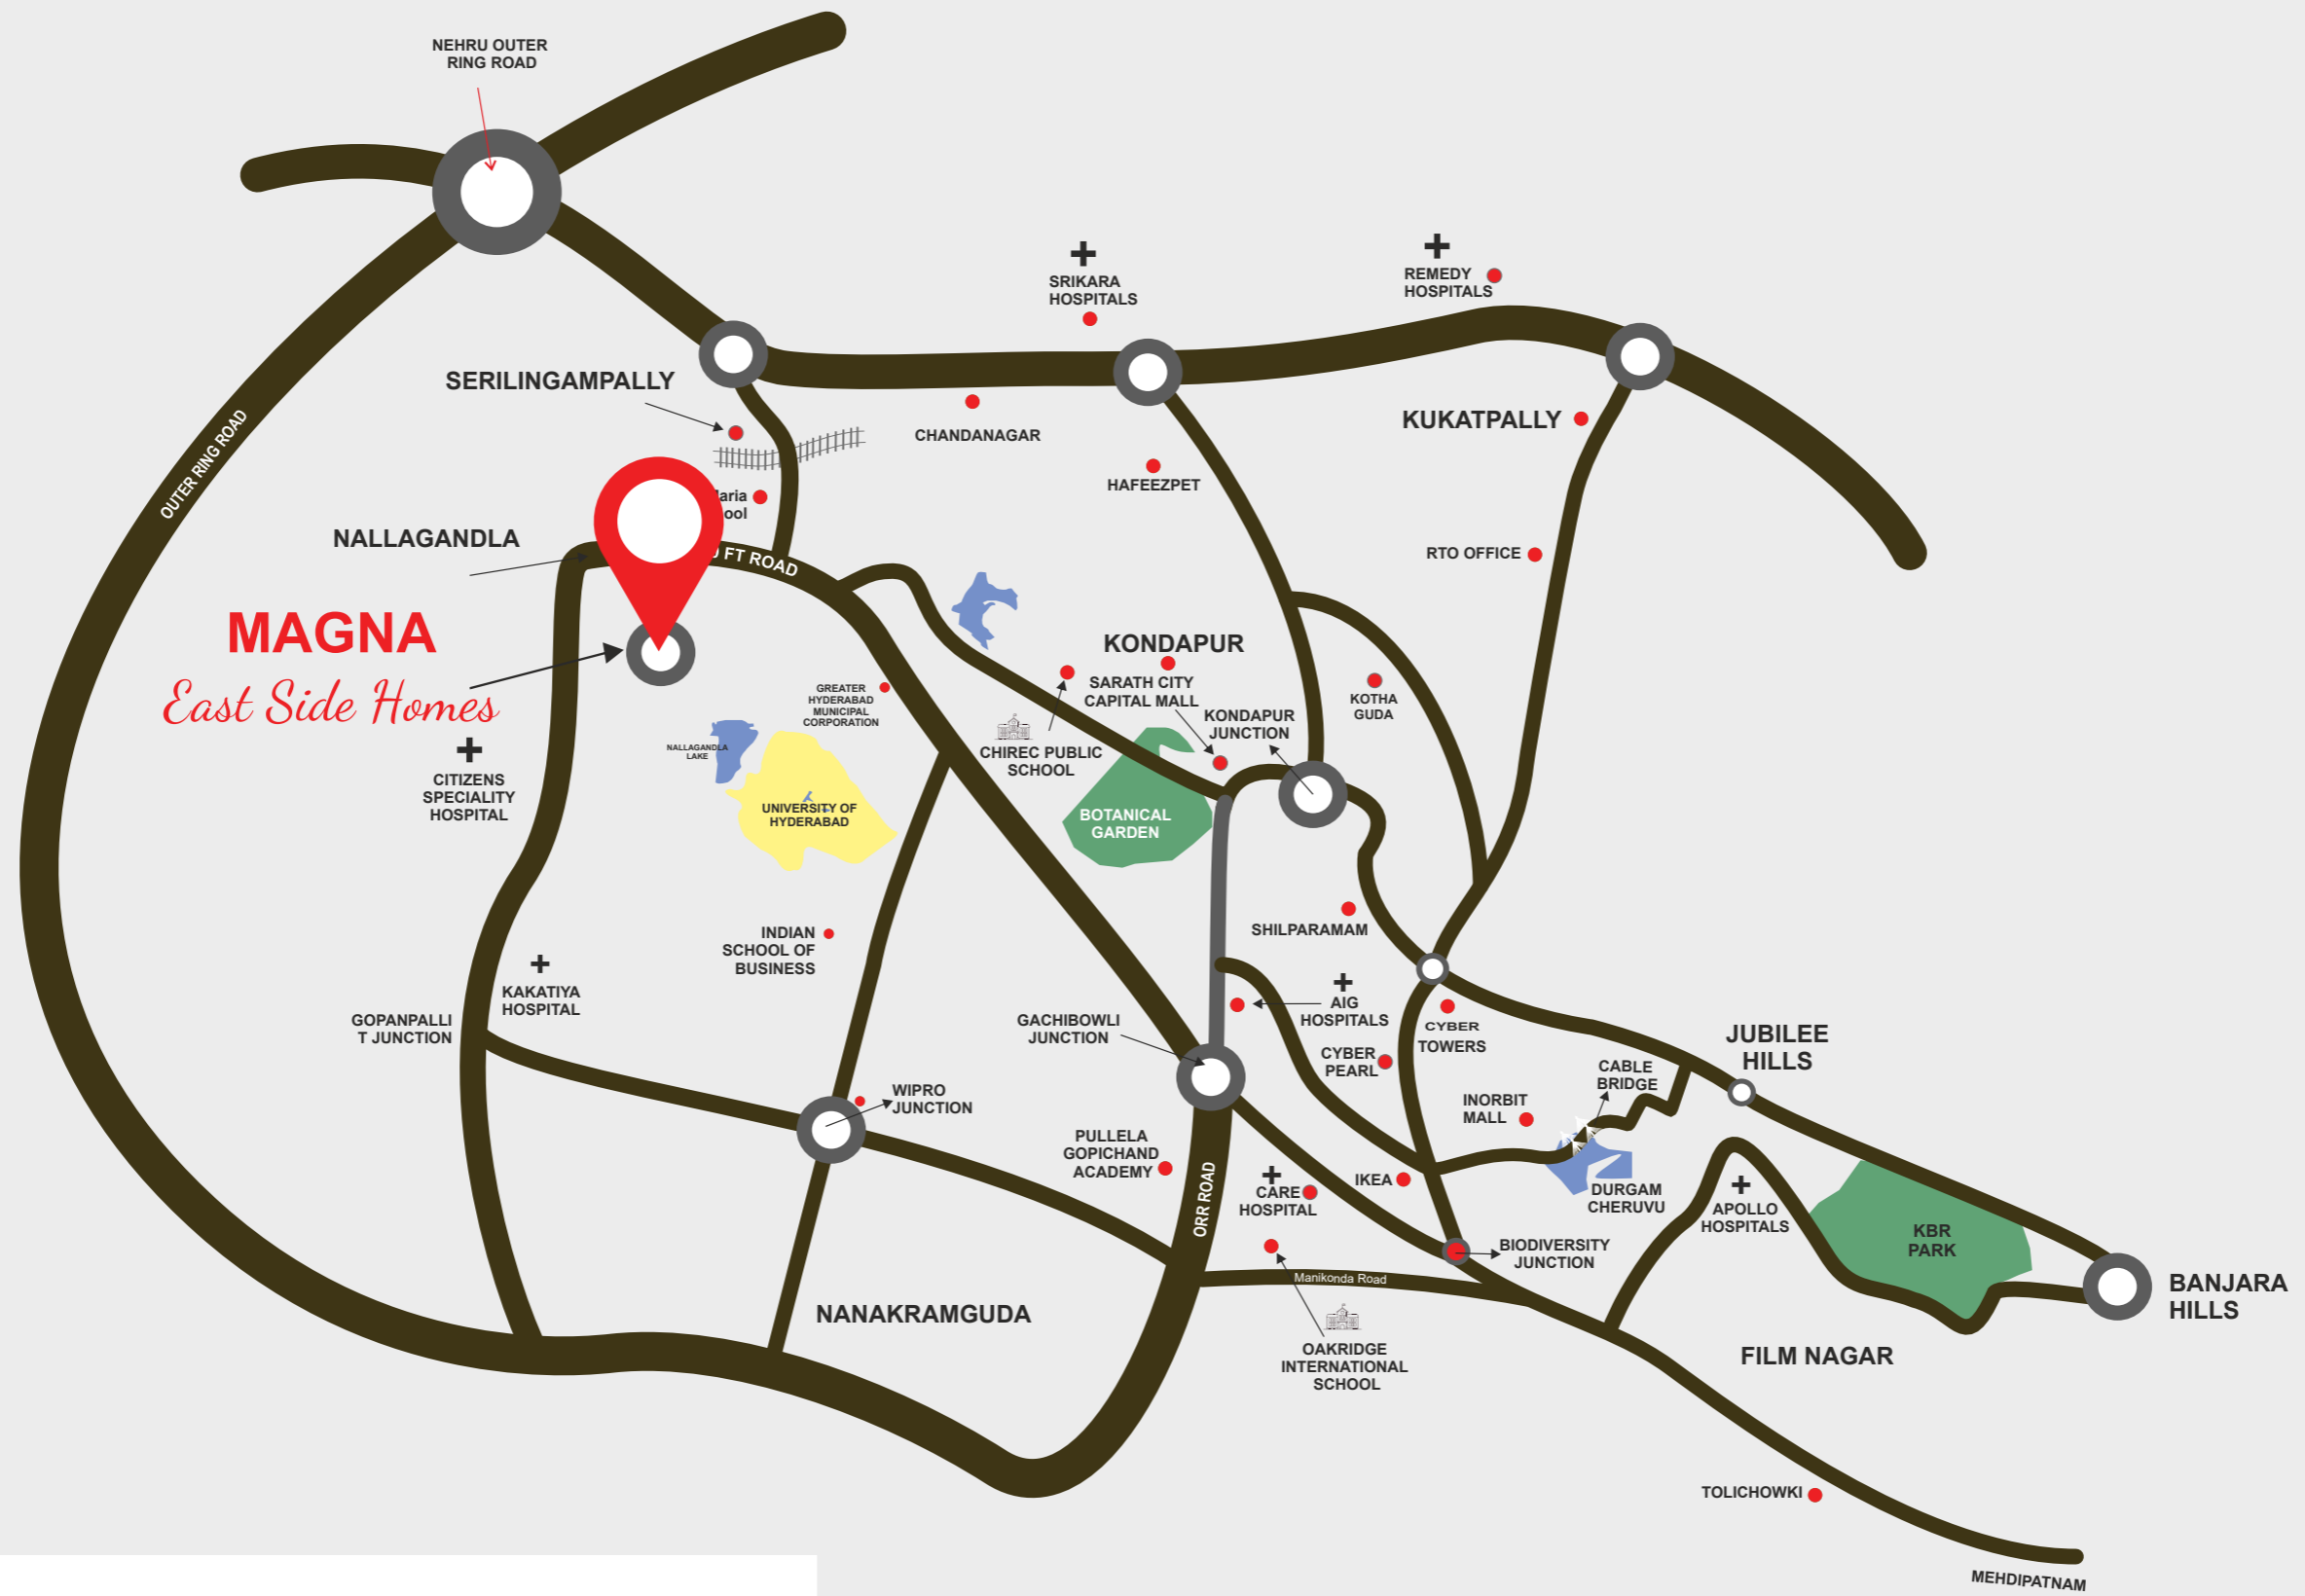 NEHRU OUTER
RING ROAD
SRIKARA
HOSPITALS
REMEDY
HOSPITALS
SERILINGAMPALLY
CHANDANAGAR
KUKATPALLY
OUTER RING ROAD
HAFEEZPET
NALLAGANDLA
FT ROAD
RTO OFFICE
MAGNA
East Side Homes
KONDAPUR
SARATH CITY
CAPITAL MALL
GREATER
HYDERABAD
MUNICIPAL
CORPORATION
KOTHA
GUDA
KONDAPUR
JUNCTION
NALLAGANDLA
LAKE
CHIREC PUBLIC
SCHOOL
CITIZENS
SPECIALITY
HOSPITAL
UNIVERSITY OF
HYDERABAD
BOTANICAL
GARDEN
INDIAN
SCHOOL OF
BUSINESS
SHILPARAMAM
KAKATIYA
HOSPITAL
GOPANPALLI
T JUNCTION
GACHIBOWLI
JUNCTION
AIG
HOSPITALS
CYBER
TOWERS
CYBER
PEARL
JUBILEE
HILLS
CABLE
BRIDGE
WIPRO
JUNCTION
INORBIT
MALL
PULLELA
GOPICHAND
ACADEMY
ORR ROAD
CARE
HOSPITAL
IKEA
DURGAM
CHERUVU
APOLLO
HOSPITALS
KBR
PARK
BIODIVERSITY
JUNCTION
Manikonda Road
BANJARA
HILLS
NANAKRAMGUDA
OAKRIDGE
INTERNATIONAL
SCHOOL
FILM NAGAR
TOLICHOWKI
MEHDIPATNAM